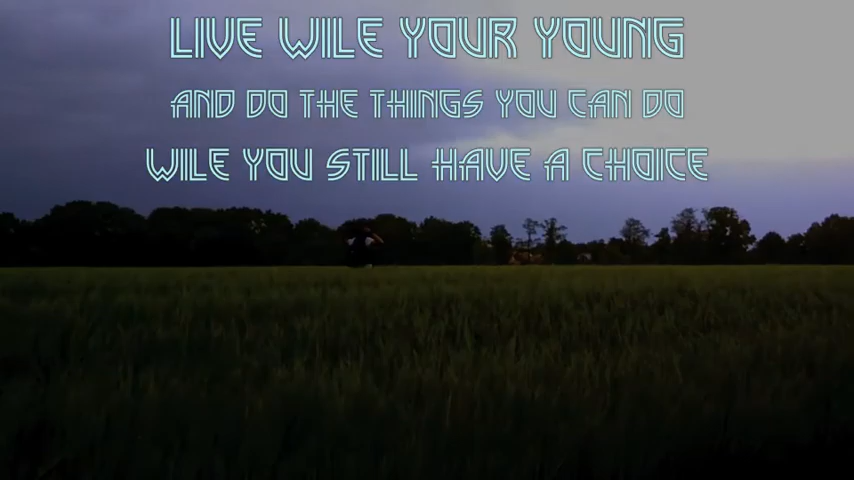 LIVE WILE YOUR YOUNG
AND DO THE THINGS YOU CAN DO
WILE YOU STILL HAVE A CHOICE